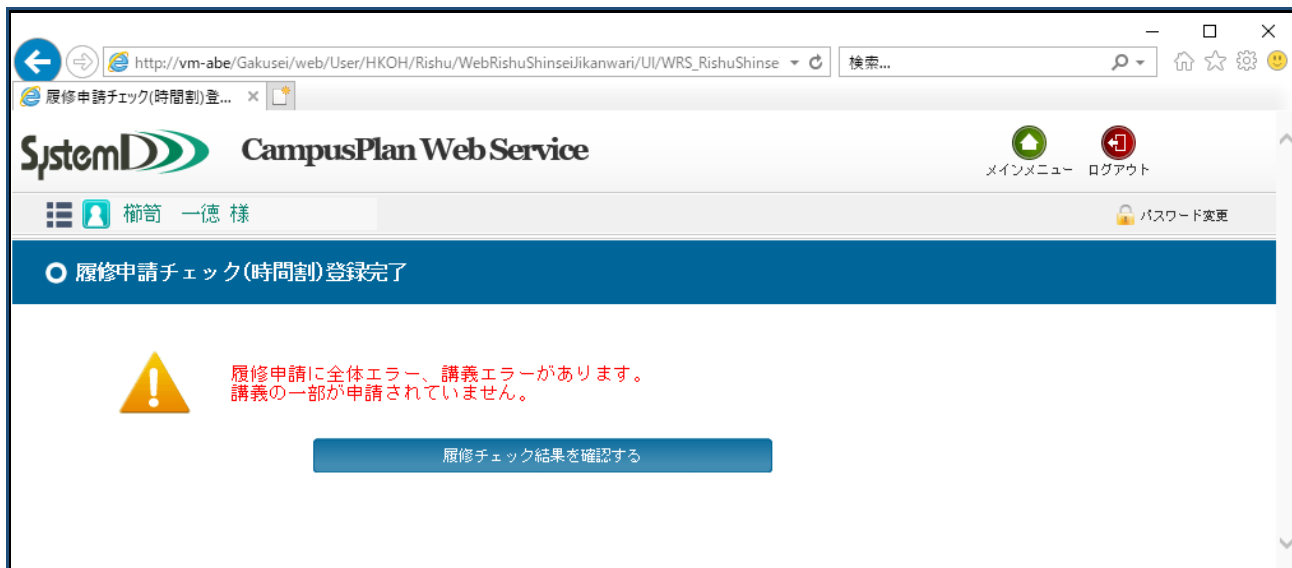 http://vm-abe/Gakusei/web/User/HKOH/Rishu/WebRishuShinseiJikanwari/UI/WRS_RishuShinse
検索...
履修申請チェック(時間割)登...
SystemD
CampusPlan Web Service
メインメニュー ログアウト
櫛笥 一徳 様
パスワード変更
履修申請チェック(時間割)登録完了
履修申請に全体エラー、講義エラーがあります。
講義の一部が申請されていません。
履修チェック結果を確認する